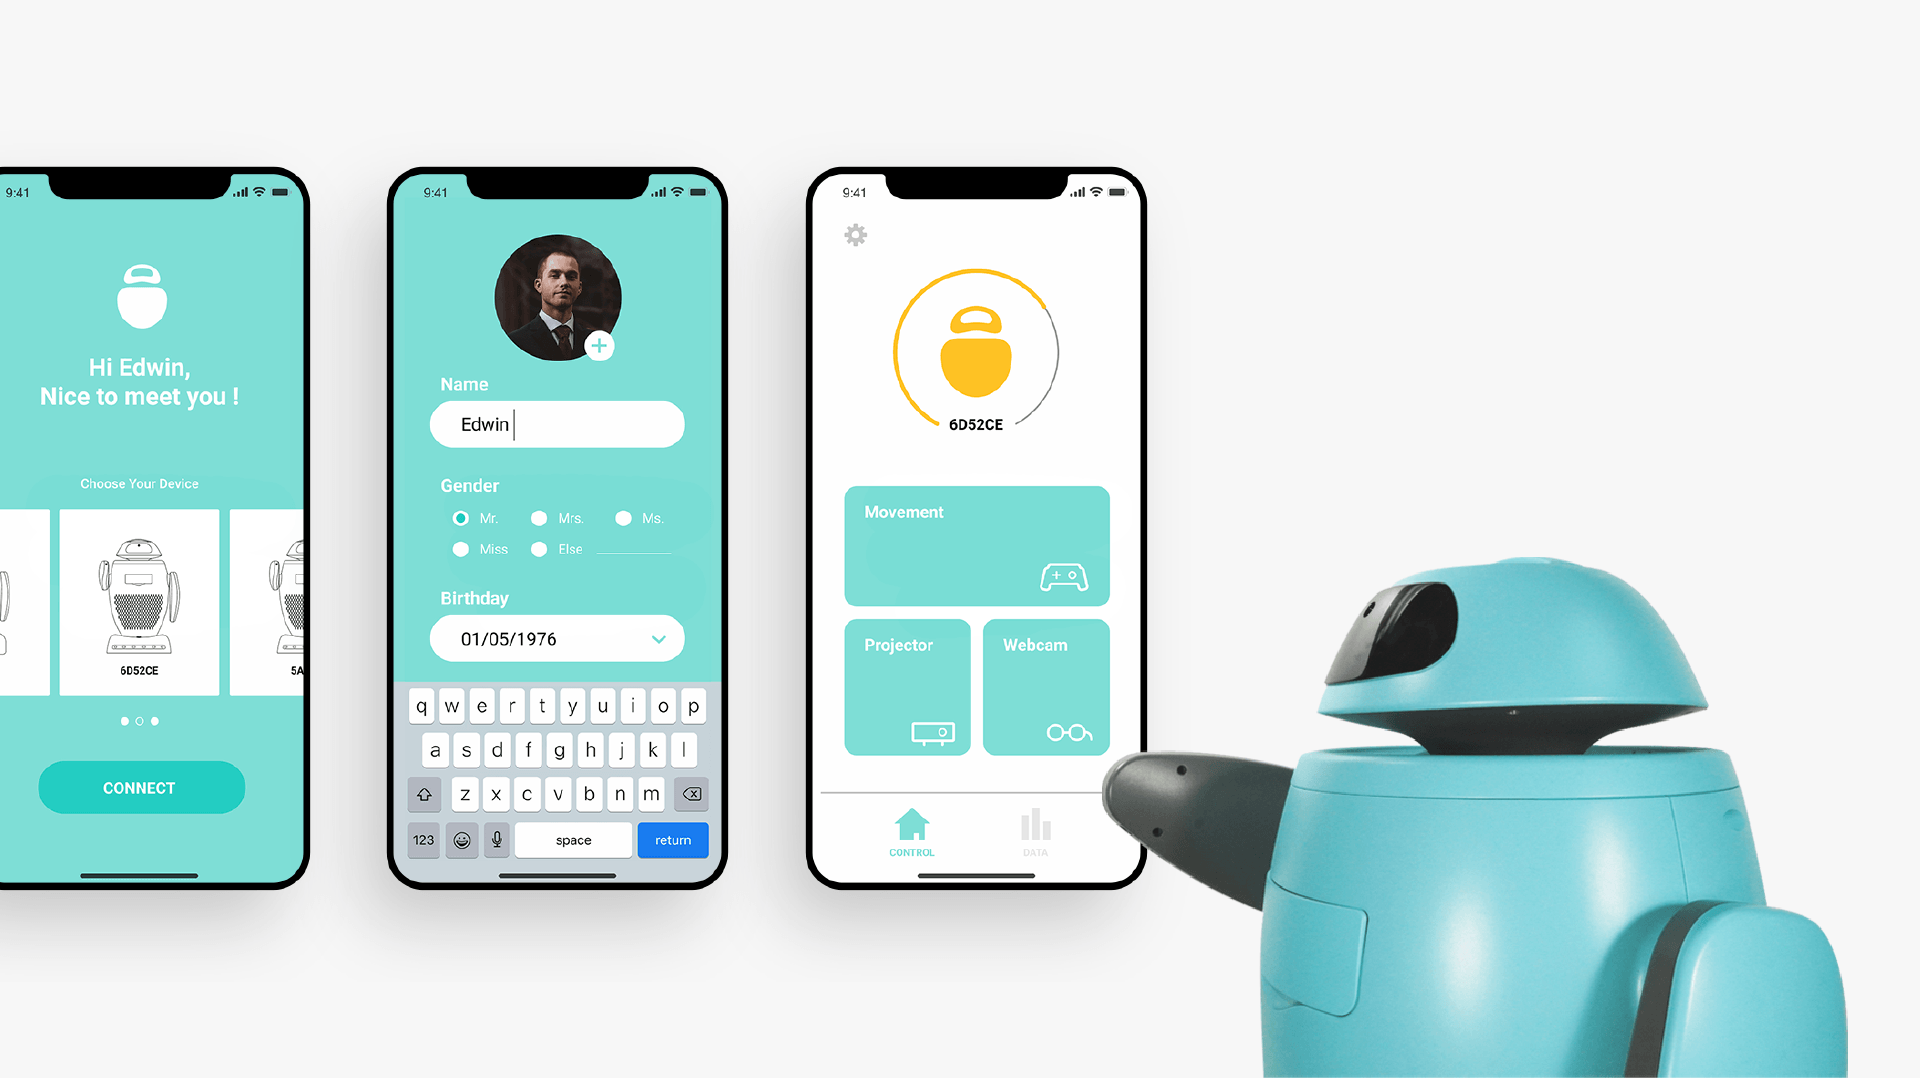 9:41
Hi Edwin,
Nice to meet you !
Choose Your Device
6D52CE
5A
CONNECT
9:41
Name
Edwin
Gender
Mr.
Mrs.
Ms.
Miss
Else
Birthday
01/05/1976
q w e r t y u i o p
a s d f g h j k l
z x c v b n m
123
space
return
9:41
6D52CE
Movement
Projector
Webcam
CONTROL
DATA